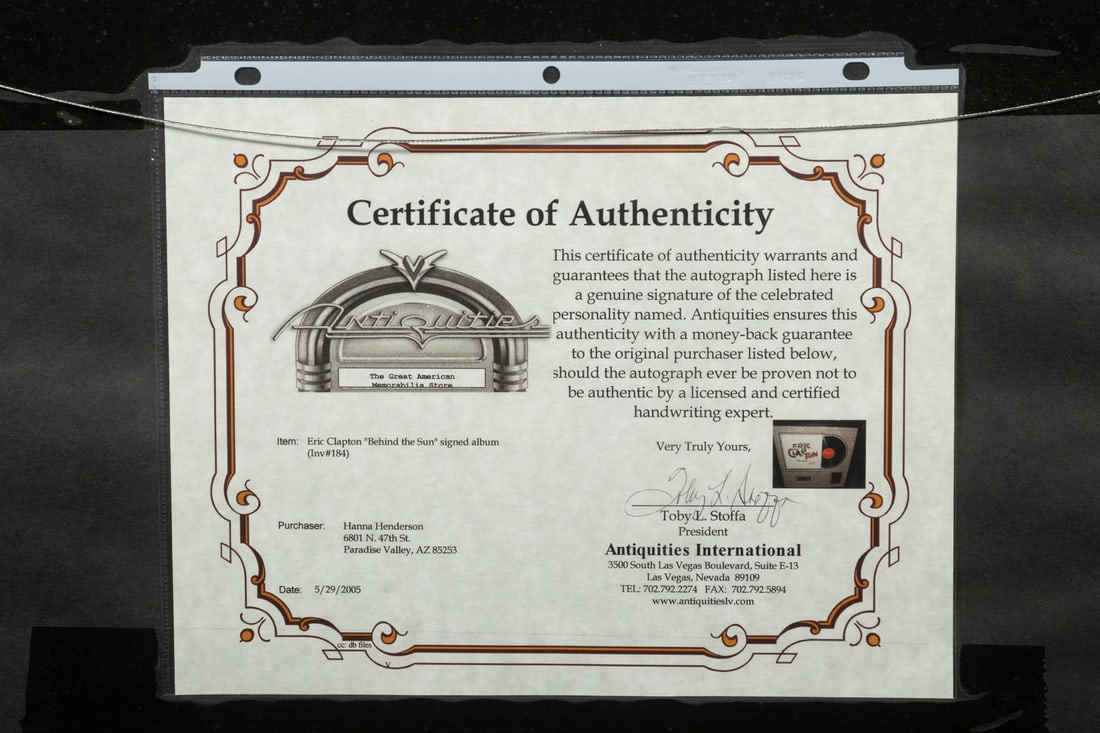 Certificate of Authenticity
Antiquities
The Great American
Memorabilia Store
This certificate of authenticity warrants and
guarantees that the autograph listed here is
a genuine signature of the celebrated
personality named. Antiquities ensures this
authenticity with a money-back guarantee
to the original purchaser listed below,
should the autograph ever be proven not to
be authentic by a licensed and certified
handwriting expert.
Item: Eric Clapton "Behind the Sun" signed album
(Inv#184)
Very Truly Yours,
ERIC
CLAPTON
Toby L. Stoffa
Toby L. Stoffa
President
Purchaser: Hanna Henderson
6801 N. 47th St.
Paradise Valley, AZ 85253
Antiquities International
3500 South Las Vegas Boulevard, Suite E-13
Las Vegas, Nevada 89109
TEL: 702.792.2274 FAX: 702.792.5894
www.antiquitieslv.com
Date: 5/29/2005
cc: db files
V